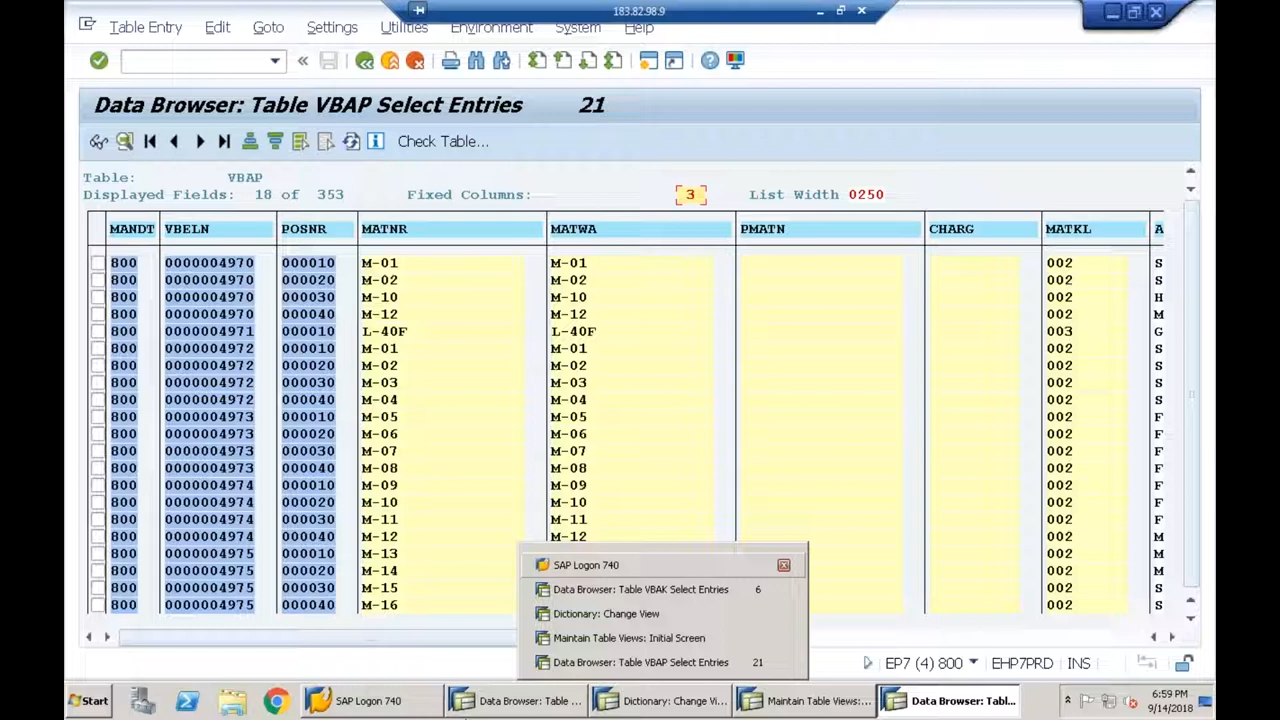 183.82.98.9
Table Entry Edit Goto Settings Utilities Environment System Help
Data Browser: Table VBAP Select Entries 21
Check Table...
Table: VBAP
Displayed Fields: 18 of 353 Fixed Columns: 3 List Width 0250
MANDT VBELN POSNR MATNR MATWA PMATN CHARG MATKL A
800 0000004970 000010 M-01 M-01 002 S
800 0000004970 000020 M-02 M-02 002 S
800 0000004970 000030 M-10 M-10 002 H
800 0000004970 000040 M-12 M-12 002 M
800 0000004971 000010 L-40F L-40F 003 G
800 0000004972 000010 M-01 M-01 002 S
800 0000004972 000020 M-02 M-02 002 S
800 0000004972 000030 M-03 M-03 002 S
800 0000004972 000040 M-04 M-04 002 S
800 0000004973 000010 M-05 M-05 002 F
800 0000004973 000020 M-06 M-06 002 F
800 0000004973 000030 M-07 M-07 002 F
800 0000004973 000040 M-08 M-08 002 F
800 0000004974 000010 M-09 M-09 002 F
800 0000004974 000020 M-10 M-10 002 F
800 0000004974 000030 M-11 M-11 002 F
800 0000004974 000040 M-12 M-12 002 M
800 0000004975 000010 M-13 002 M
800 0000004975 000020 M-14 002 M
800 0000004975 000030 M-15 002 S
800 0000004975 000040 M-16 002 S
SAP Logon 740
Data Browser: Table VBAK Select Entries 6
Dictionary: Change View
Maintain Table Views: Initial Screen
Data Browser: Table VBAP Select Entries 21
EP7 (4) 800 EHP7PRD INS
Start SAP Logon 740 Data Browser: Table ... Dictionary: Change Vi... Maintain Table Views:... Data Browser: Tabl... 6:59 PM
9/14/2018